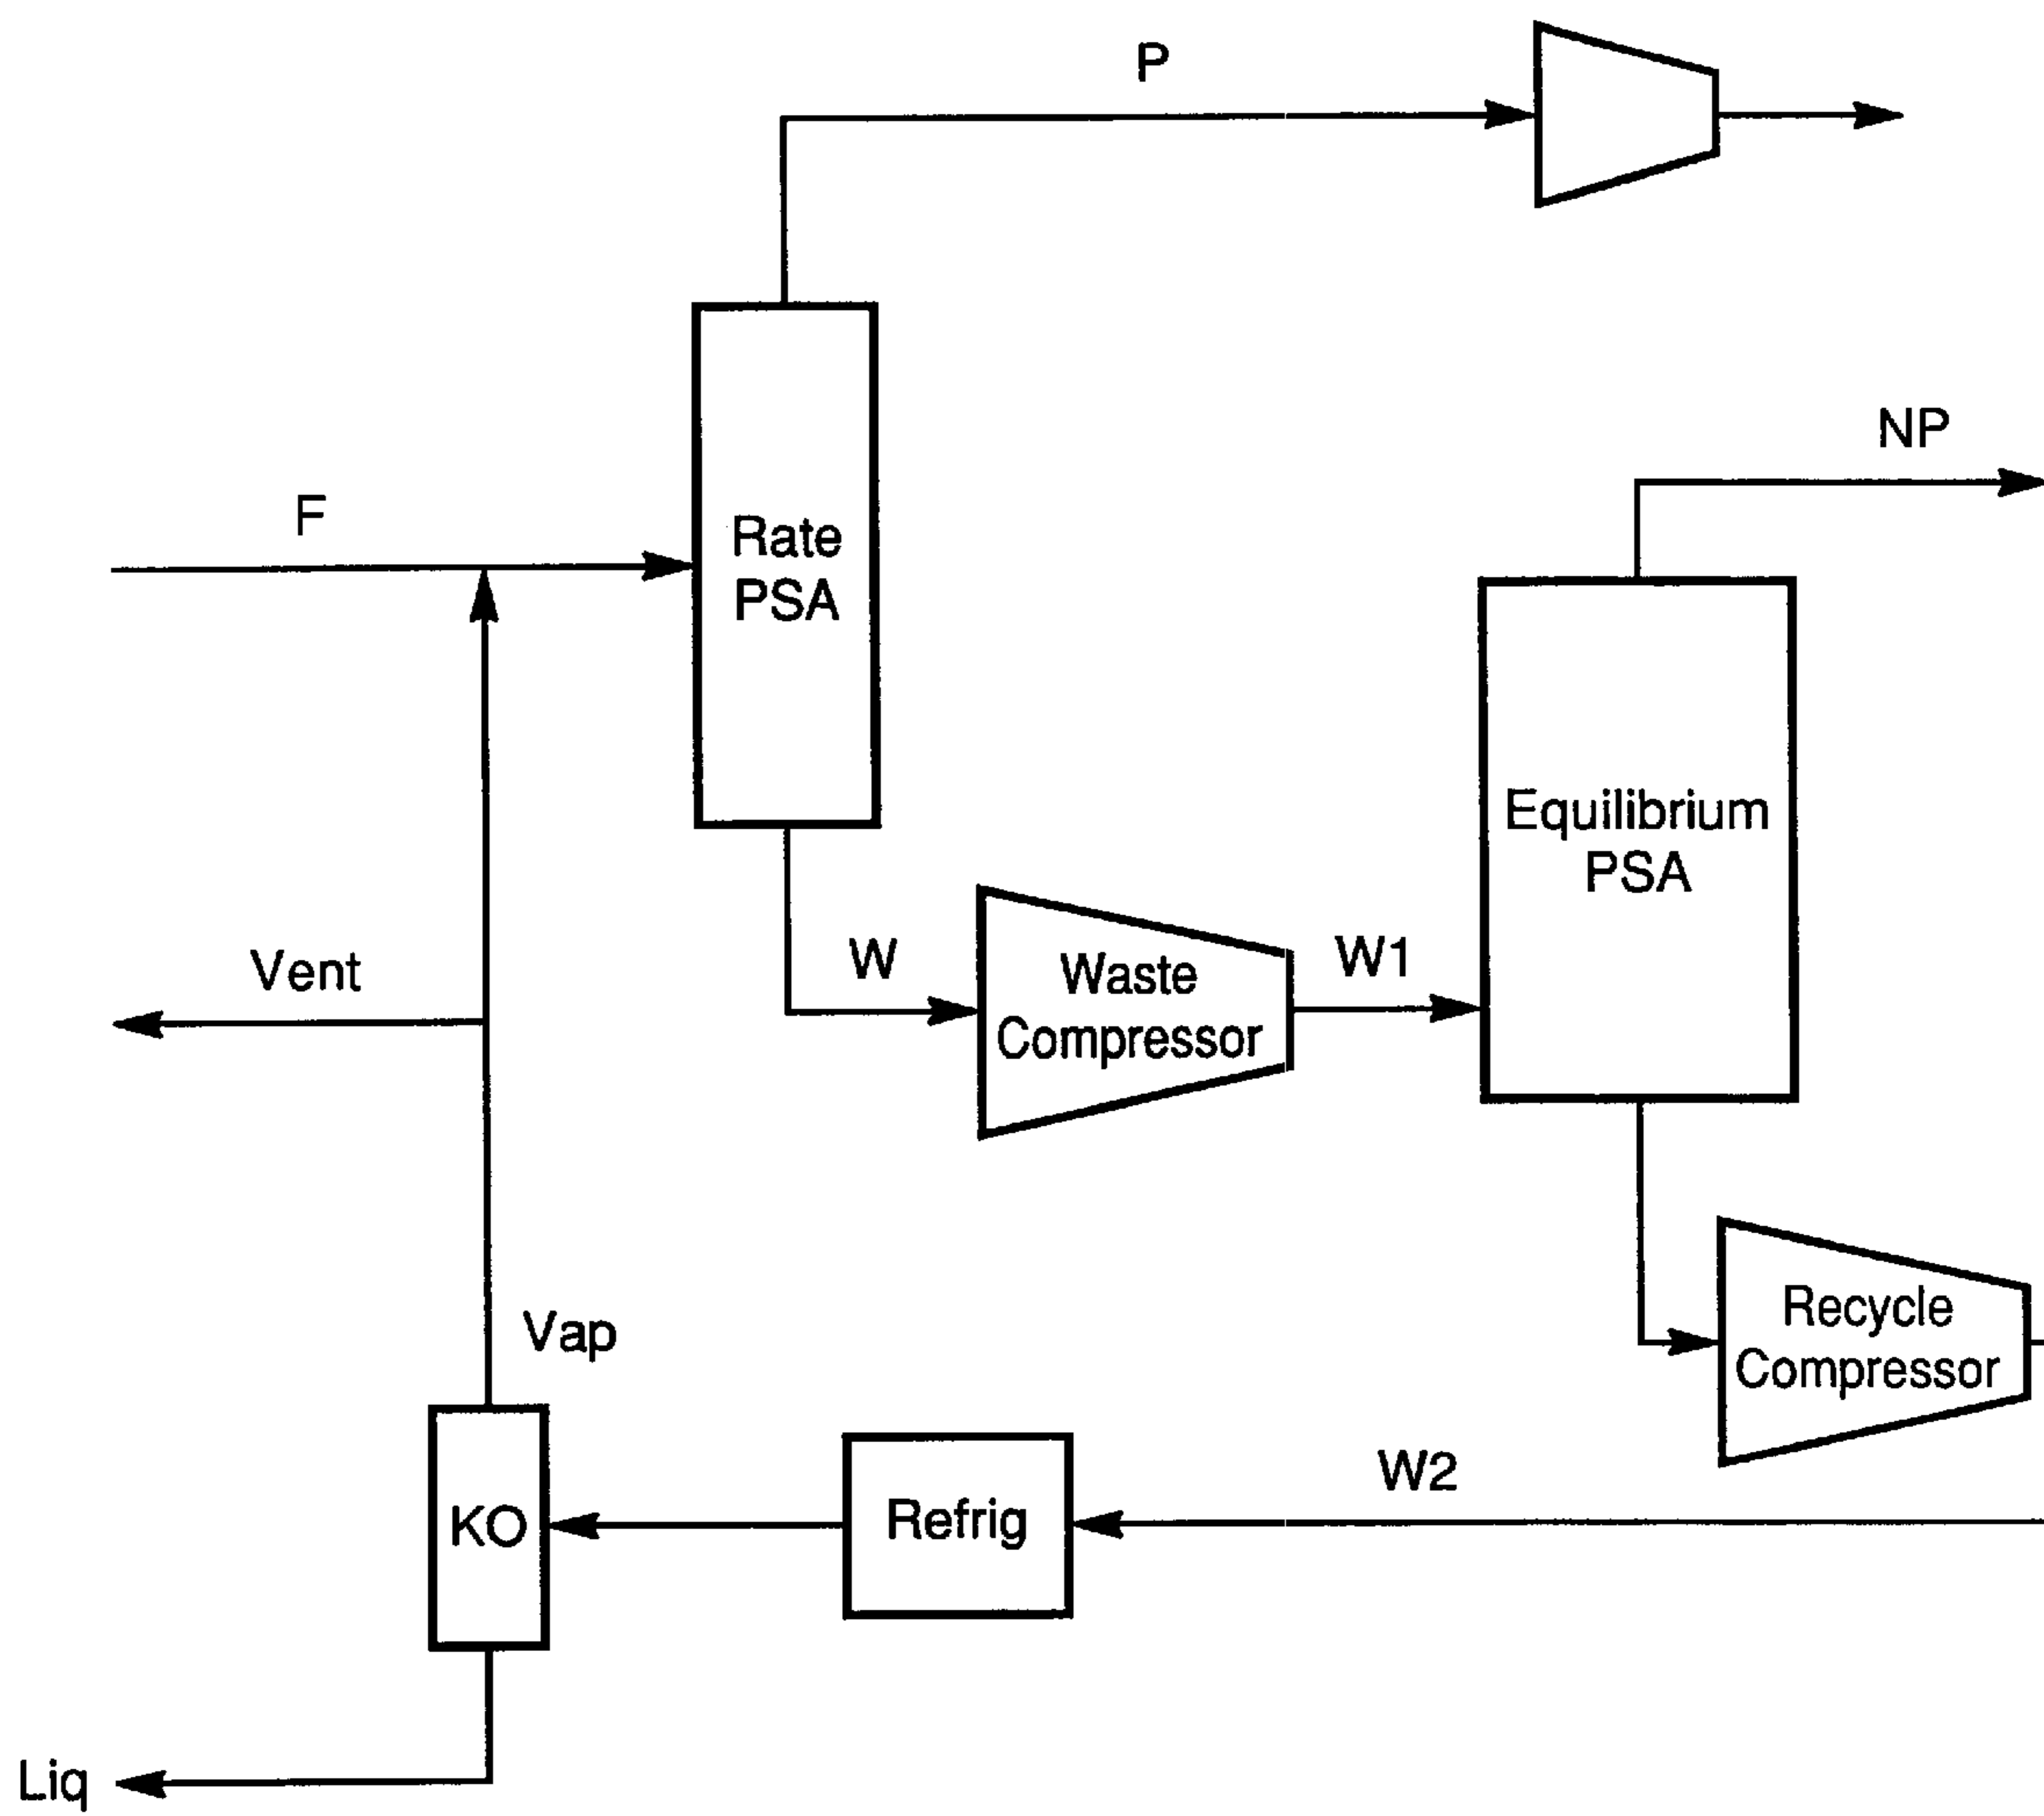 P
NP
F
Rate
PSA
Equilibrium
PSA
Vent
W
Waste
Compressor
W1
Vap
Recycle
Compressor
W2
KO
Refrig
Liq